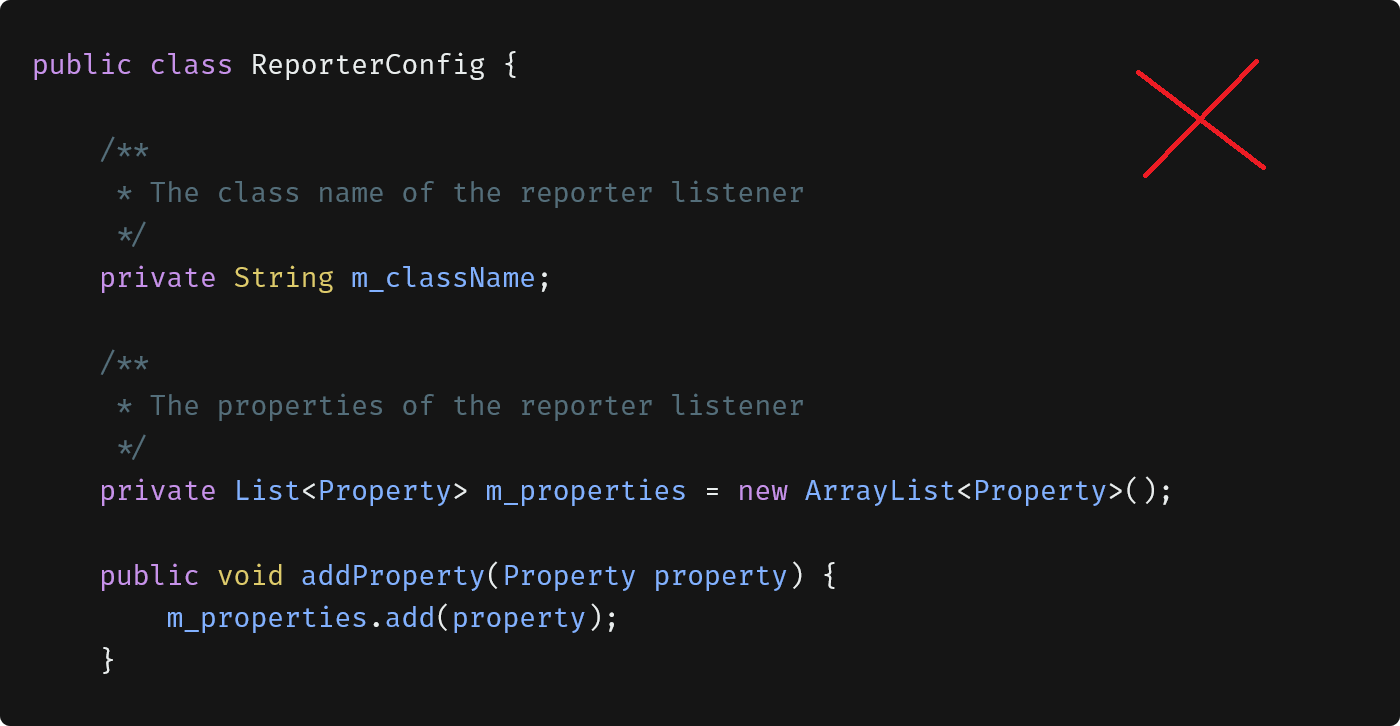 public class ReporterConfig {
/**
* The class name of the reporter listener
*/
private String m_className;
/**
* The properties of the reporter listener
*/
private List<Property> m_properties = new ArrayList<Property>();
public void addProperty(Property property) {
m_properties.add(property);
}